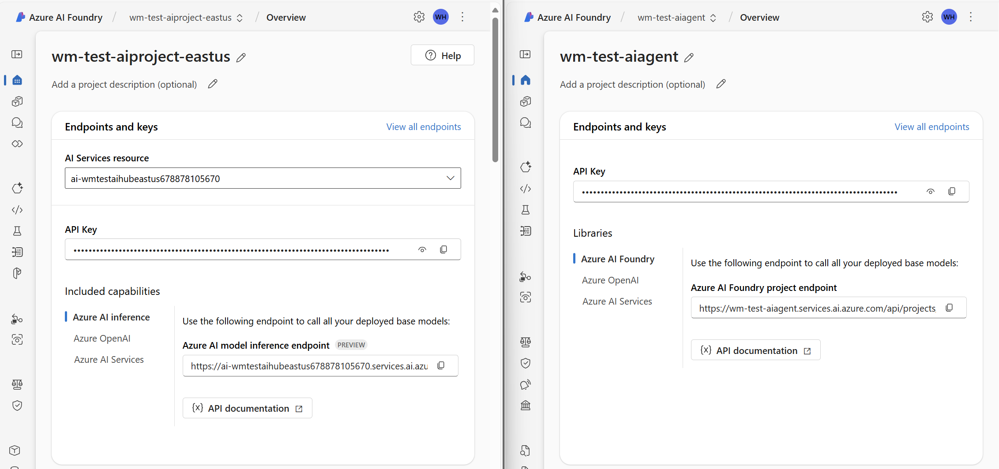 Azure AI Foundry / wm-test-aiproject-eastus / Overview WH
wm-test-aiproject-eastus
Help
Add a project description (optional)
Endpoints and keys View all endpoints
AI Services resource
ai-wmtestaihubeastus678878105670
API Key
Included capabilities
Azure AI inference
Azure OpenAI
Azure AI Services
Use the following endpoint to call all your deployed base models:
Azure AI model inference endpoint PREVIEW
https://ai-wmtestaihubeastus678878105670.services.ai.azu
{x} API documentation
Azure AI Foundry / wm-test-aiagent / Overview WH
wm-test-aiagent
Add a project description (optional)
Endpoints and keys View all endpoints
API Key
Libraries
Azure AI Foundry
Azure OpenAI
Azure AI Services
Use the following endpoint to call all your deployed base models:
Azure AI Foundry project endpoint
https://wm-test-aiagent.services.ai.azure.com/api/projects
{x} API documentation